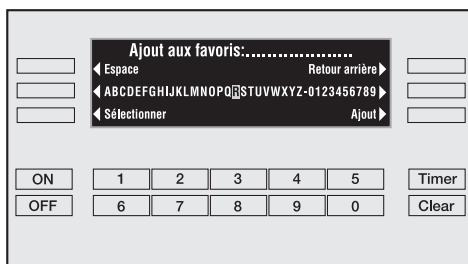 Ajout aux favoris:....................
Espace Retour arrière
ABCDEFGHIJKLMNOPQRSTUVWXYZ-0123456789
Sélectionner Ajout
ON 1 2 3 4 5 Timer
OFF 6 7 8 9 0 Clear